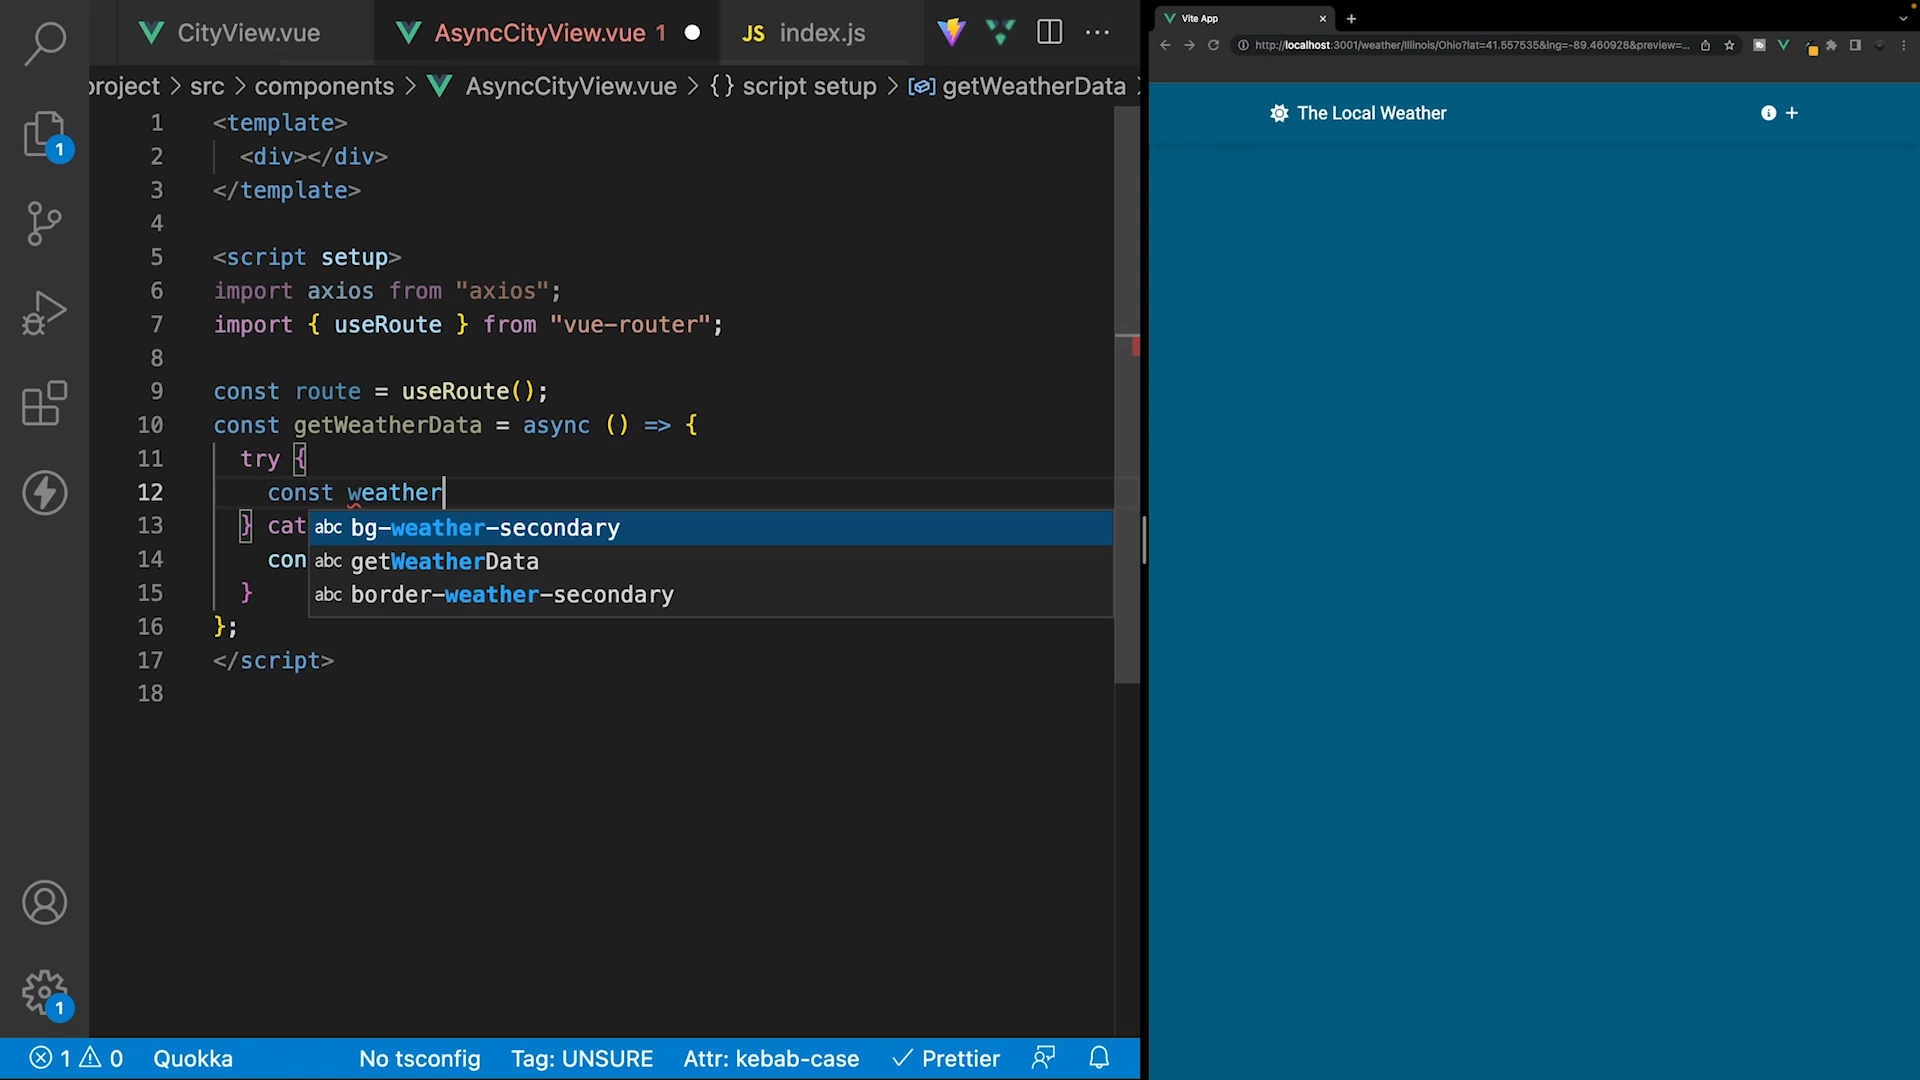 CityView.vue
AsyncCityView.vue 1
JS index.js
project > src > components > AsyncCityView.vue > {} script setup > getWeatherData
1 <template>
2 <div></div>
3 </template>
4
5 <script setup>
6 import axios from "axios";
7 import { useRoute } from "vue-router";
8
9 const route = useRoute();
10 const getWeatherData = async () => {
11 try {
12 const weather
13 } cat
14 con
15 }
16 };
17 </script>
18
abc bg-weather-secondary
abc getWeatherData
abc border-weather-secondary
1
1
1 0 Quokka No tsconfig Tag: UNSURE Attr: kebab-case Prettier
Vite App
http://localhost:3001/weather/Illinois/Ohio?lat=41.557535&lng=-89.460928&preview=...
The Local Weather